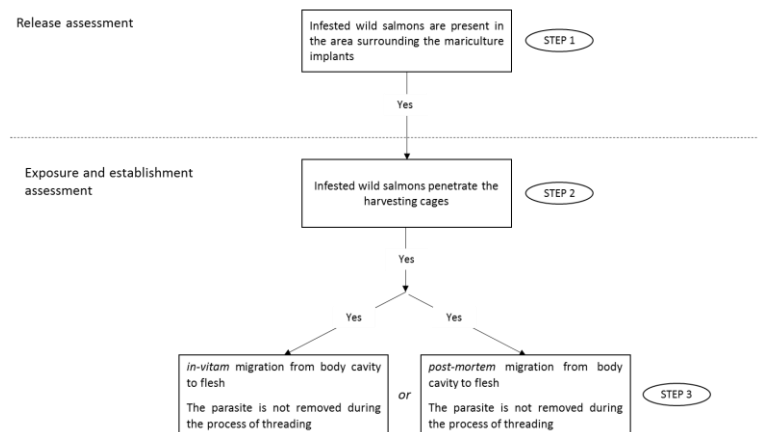 Release assessment
Infested wild salmons are present in
the area surrounding the mariculture
implants
STEP 1
Yes
Exposure and establishment
assessment
Infested wild salmons penetrate the
harvesting cages
STEP 2
Yes
Yes
Yes
in-vitam migration from body cavity
to flesh
The parasite is not removed during
the process of threading
or
post-mortem migration from body
cavity to flesh
The parasite is not removed during
the process of threading
STEP 3